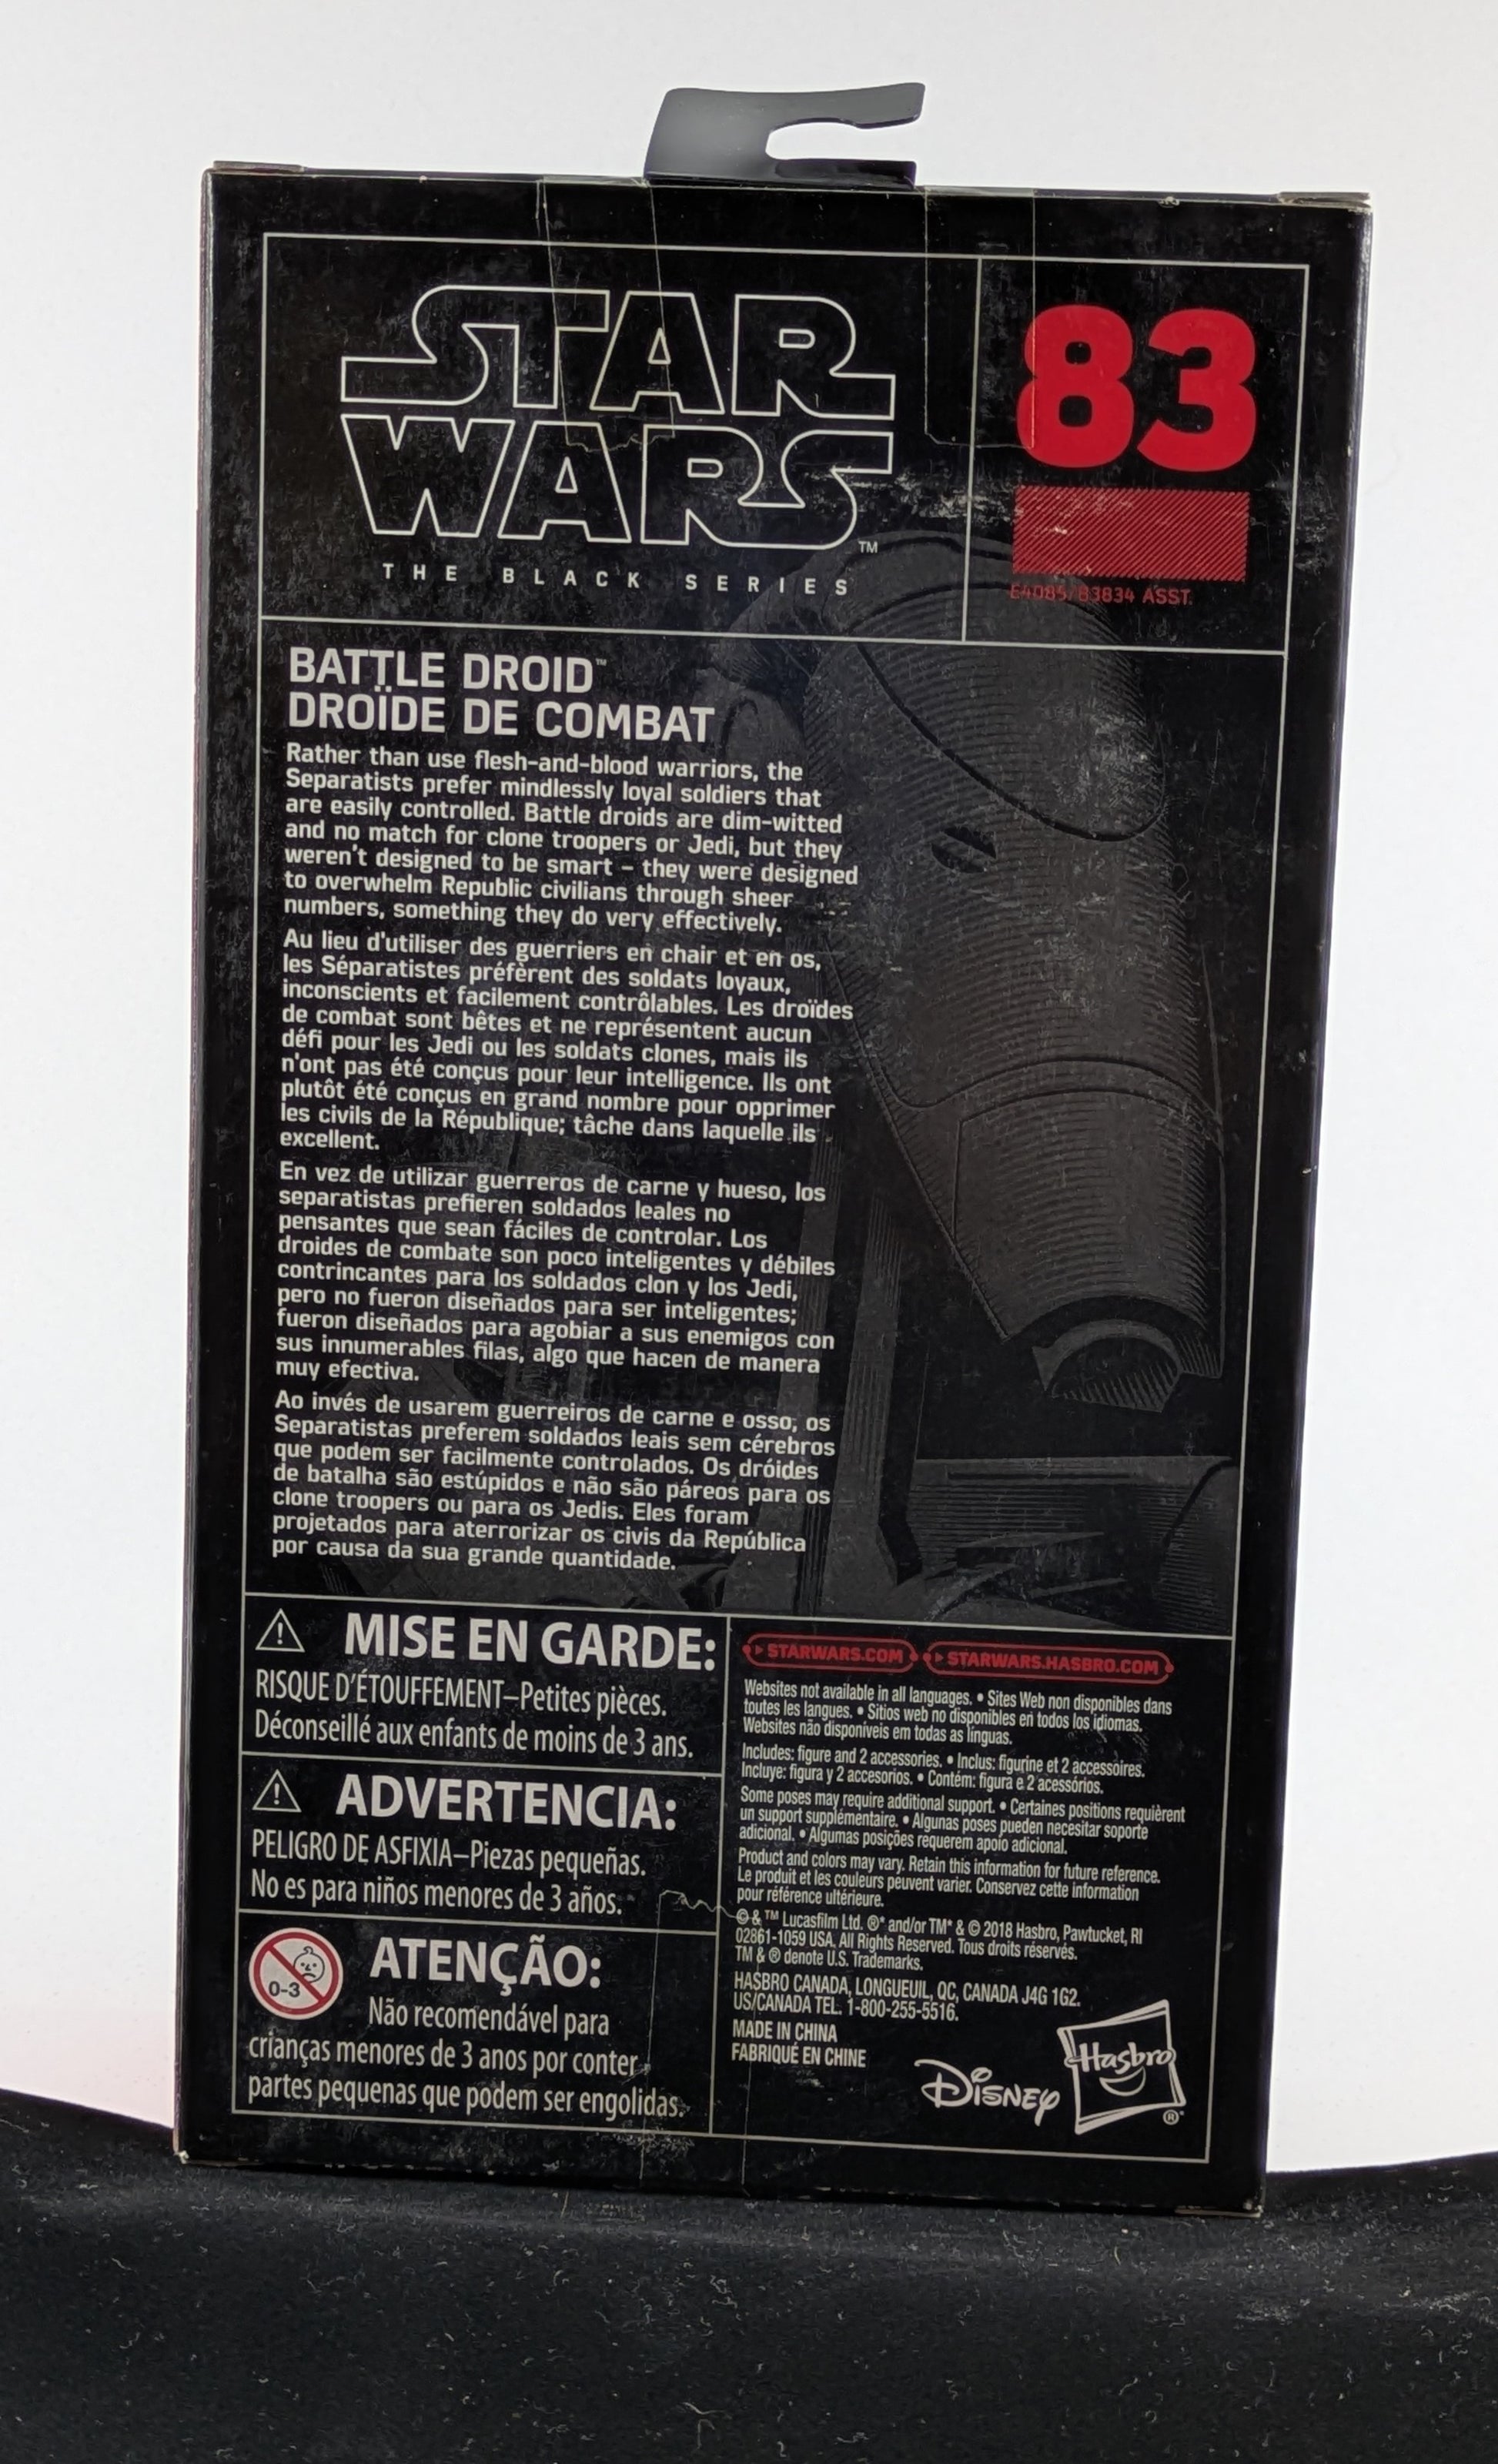 STAR
WARS™
THE BLACK SERIES
83
E4085/83834 ASST.
BATTLE DROID™
DROÏDE DE COMBAT
Rather than use flesh-and-blood warriors, the
Separatists prefer mindlessly loyal soldiers that
are easily controlled. Battle droids are dim-witted
and no match for clone troopers or Jedi, but they
weren't designed to be smart – they were designed
to overwhelm Republic civilians through sheer
numbers, something they do very effectively.
Au lieu d'utiliser des guerriers en chair et en os,
les Séparatistes préfèrent des soldats loyaux,
inconscients et facilement contrôlables. Les droïdes
de combat sont bêtes et ne représentent aucun
défi pour les Jedi ou les soldats clones, mais ils
n'ont pas été conçus pour leur intelligence. Ils ont
plutôt été conçus en grand nombre pour opprimer
les civils de la République; tâche dans laquelle ils
excellent.
En vez de utilizar guerreros de carne y hueso, los
separatistas prefieren soldados leales no
pensantes que sean fáciles de controlar. Los
droides de combate son poco inteligentes y débiles
contrincantes para los soldados clon y los Jedi,
pero no fueron diseñados para ser inteligentes;
fueron diseñados para agobiar a sus enemigos con
sus innumerables filas, algo que hacen de manera
muy efectiva.
Ao invés de usarem guerreiros de carne e osso, os
Separatistas preferem soldados leais sem cérebros
que podem ser facilmente controlados. Os dróides
de batalha são estúpidos e não são páreos para os
clone troopers ou para os Jedis. Eles foram
projetados para aterrorizar os civis da República
por causa da sua grande quantidade.
MISE EN GARDE:
RISQUE D'ÉTOUFFEMENT–Petites pièces.
Déconseillé aux enfants de moins de 3 ans.
ADVERTENCIA:
PELIGRO DE ASFIXIA–Piezas pequeñas.
No es para niños menores de 3 años.
0-3
ATENÇÃO:
Não recomendável para
crianças menores de 3 anos por conter
partes pequenas que podem ser engolidas.
STARWARS.COM STARWARS.HASBRO.COM
Websites not available in all languages. • Sites Web non disponibles dans
toutes les langues. • Sitios web no disponibles en todos los idiomas.
Websites não disponíveis em todas as línguas.
Includes: figure and 2 accessories. • Inclus: figurine et 2 accessoires.
Incluye: figura y 2 accesorios. • Contém: figura e 2 acessórios.
Some poses may require additional support. • Certaines positions requièrent
un support supplémentaire. • Algunas poses pueden necesitar soporte
adicional. • Algumas posições requerem apoio adicional.
Product and colors may vary. Retain this information for future reference.
Le produit et les couleurs peuvent varier. Conservez cette information
pour référence ultérieure.
© & ™ Lucasfilm Ltd. ®* and/or TM* & © 2018 Hasbro, Pawtucket, RI
02861-1059 USA. All Rights Reserved. Tous droits réservés.
TM & ® denote U.S. Trademarks.
HASBRO CANADA, LONGUEUIL, QC, CANADA J4G 1G2.
US/CANADA TEL. 1-800-255-5516.
MADE IN CHINA
FABRIQUÉ EN CHINE
Disney
Hasbro
®*